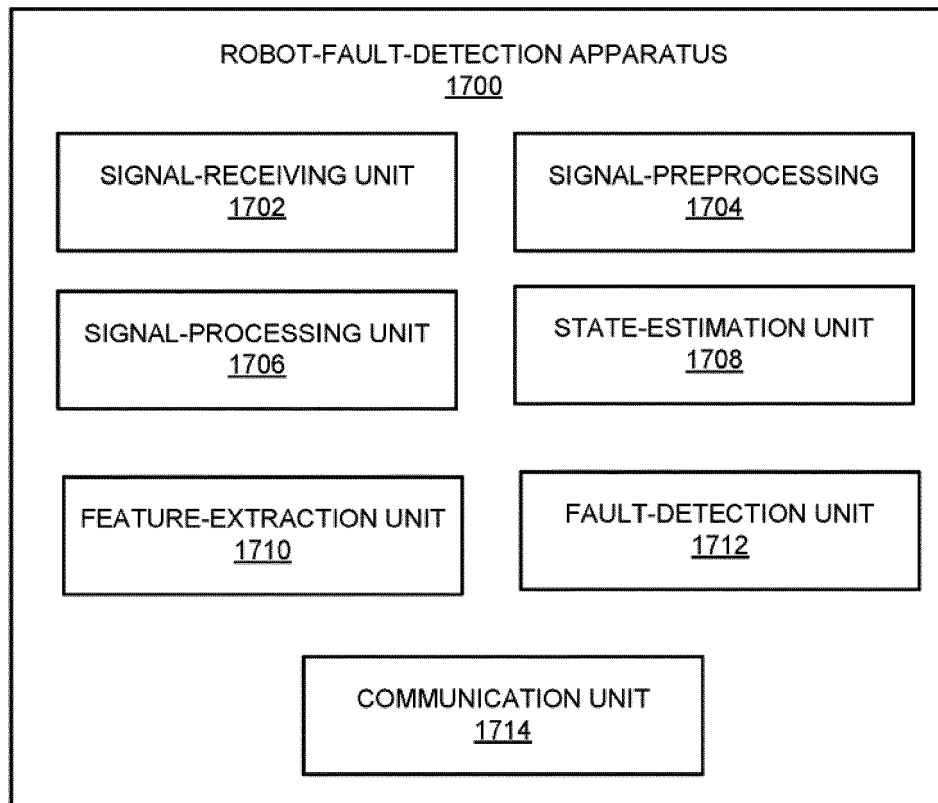 ROBOT-FAULT-DETECTION APPARATUS
1700
SIGNAL-RECEIVING UNIT
1702
SIGNAL-PREPROCESSING
1704
SIGNAL-PROCESSING UNIT
1706
STATE-ESTIMATION UNIT
1708
FEATURE-EXTRACTION UNIT
1710
FAULT-DETECTION UNIT
1712
COMMUNICATION UNIT
1714